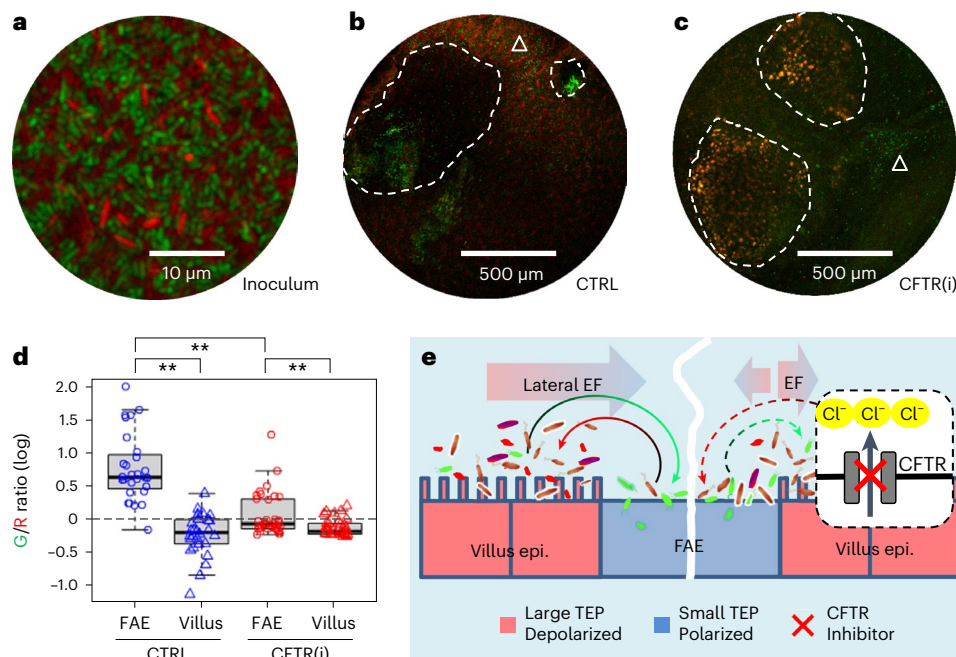 a
10 µm
Inoculum
b
500 µm
CTRL
c
500 µm
CFTR(i)
d
**
** **
G/R ratio (log)
2.0
1.5
1.0
0.5
0
–0.5
–1.0
FAE Villus FAE Villus
CTRL CFTR(i)
e
Lateral EF
EF
Cl⁻ Cl⁻ Cl⁻
CFTR
Villus epi.
FAE
Villus epi.
Large TEP
Depolarized
Small TEP
Polarized
CFTR
Inhibitor